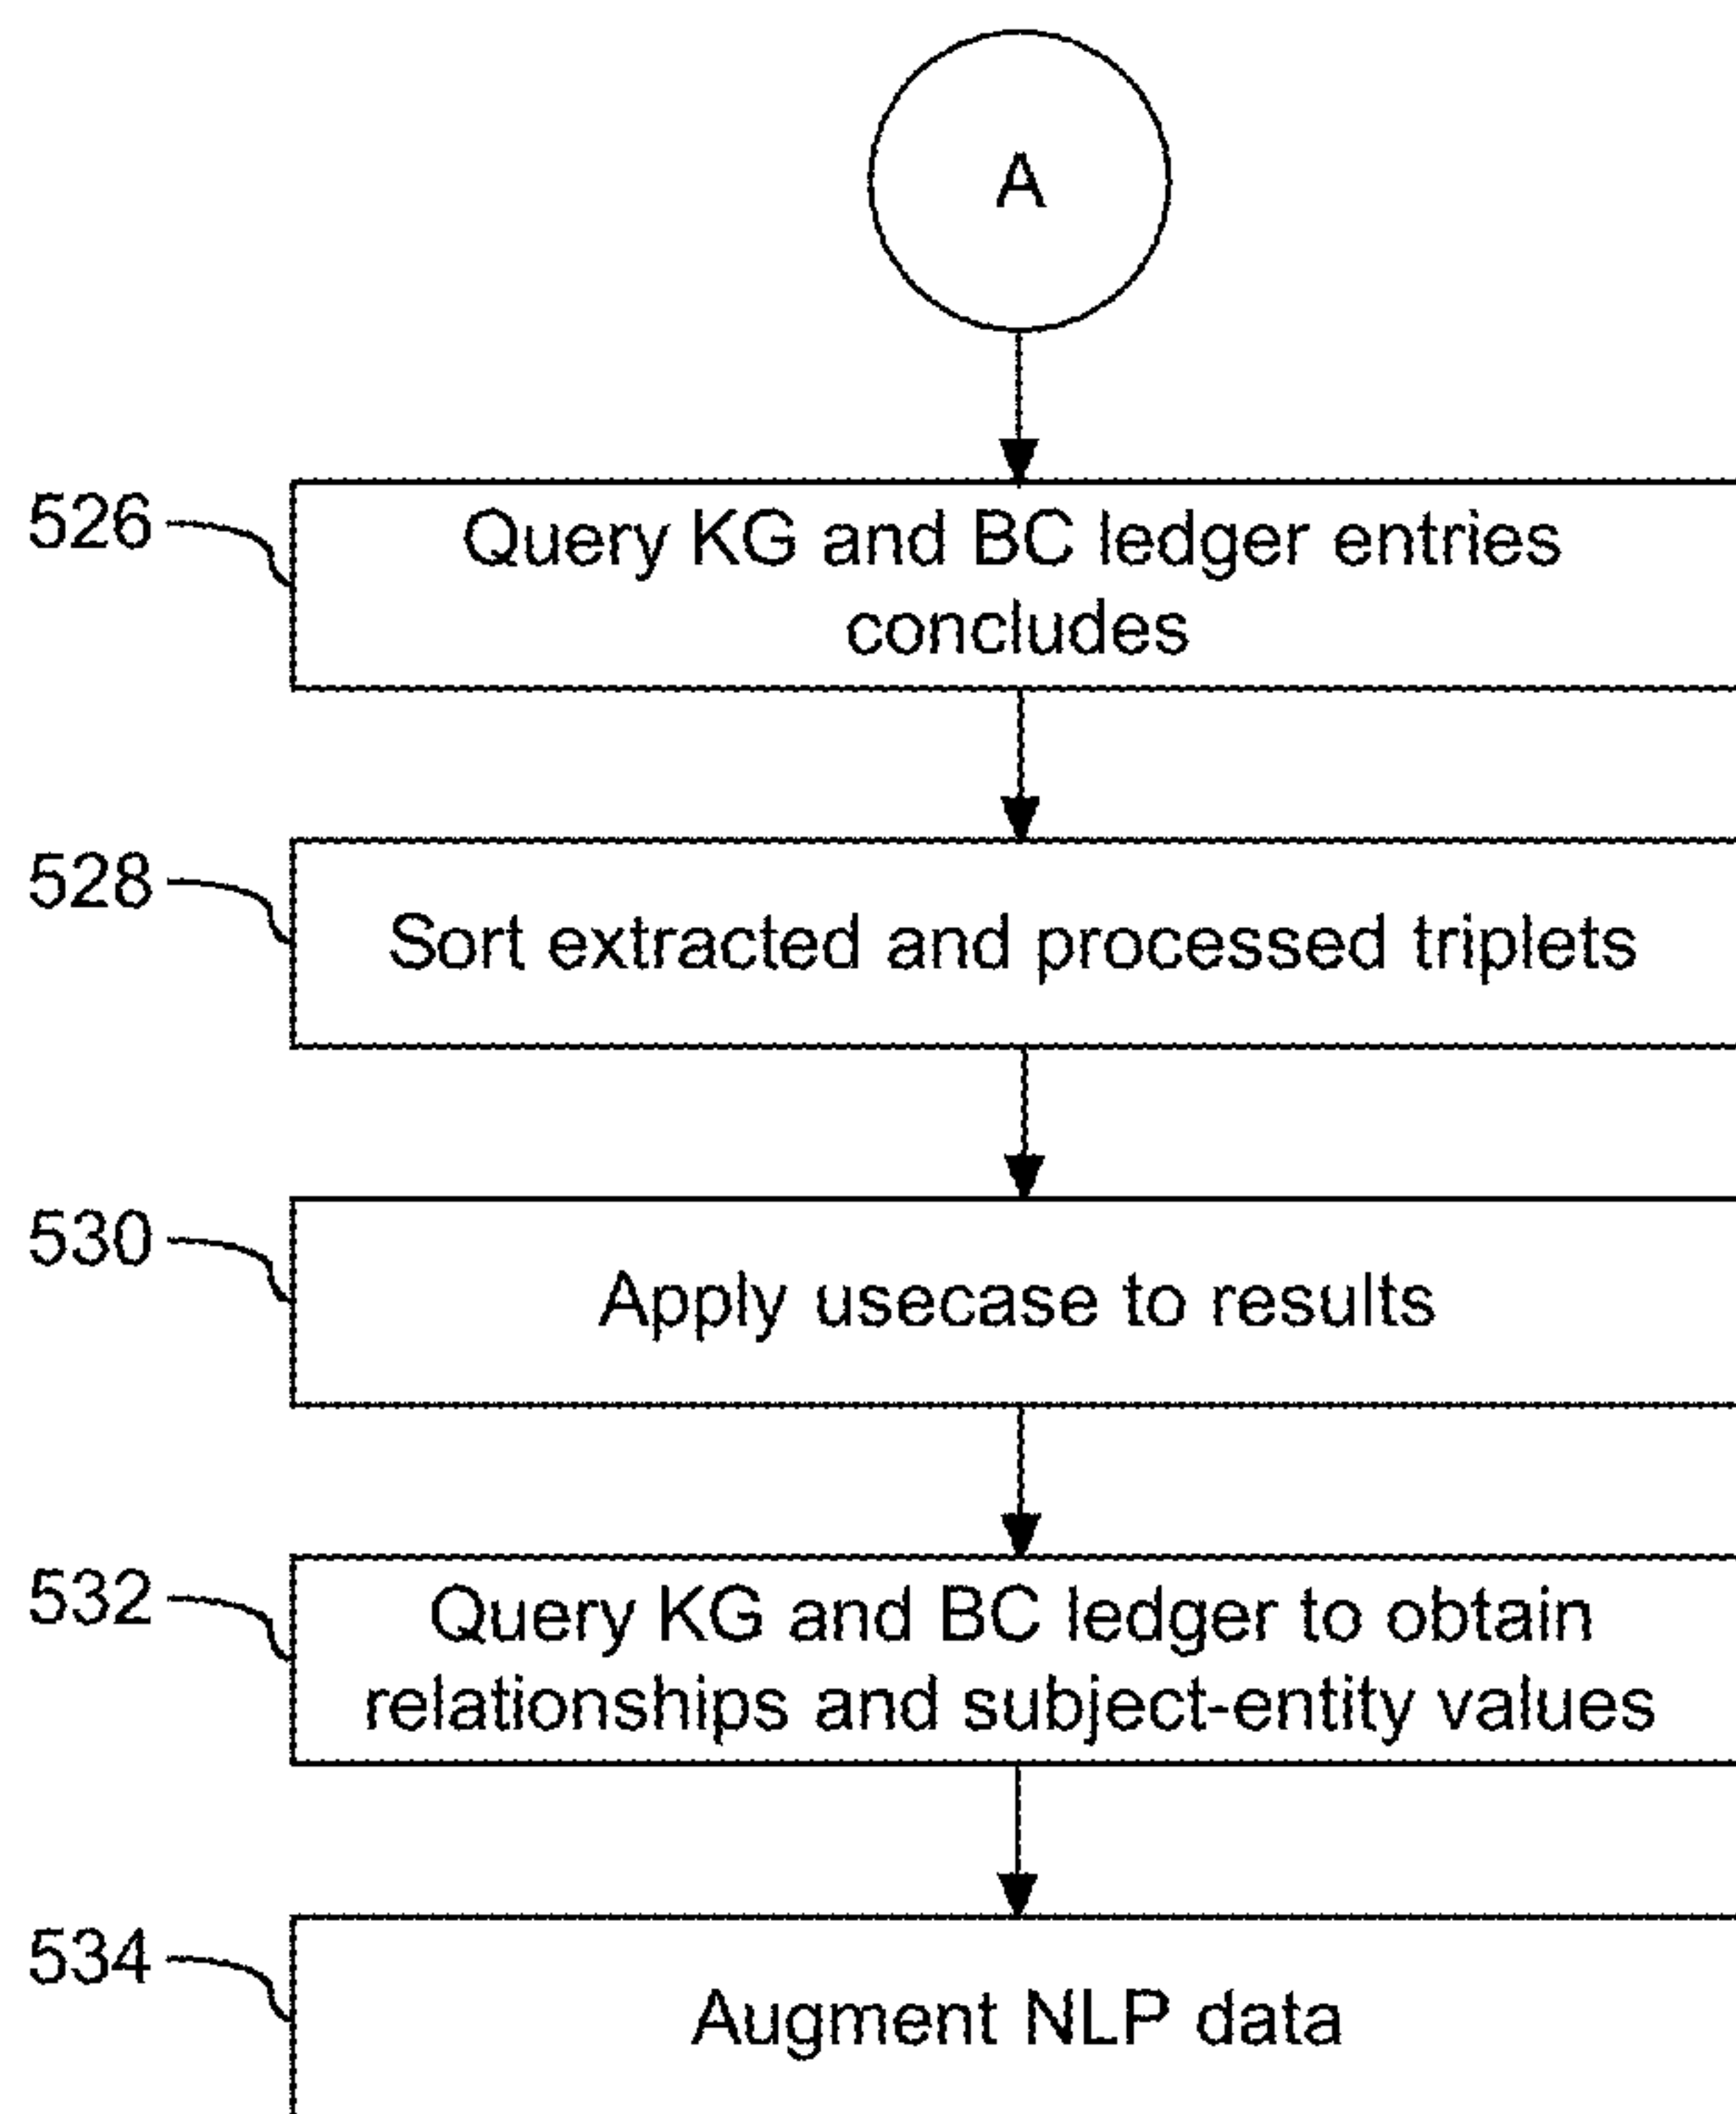 A
526
Query KG and BC ledger entries
concludes
528
Sort extracted and processed triplets
530
Apply usecase to results
532
Query KG and BC ledger to obtain
relationships and subject-entity values
534
Augment NLP data